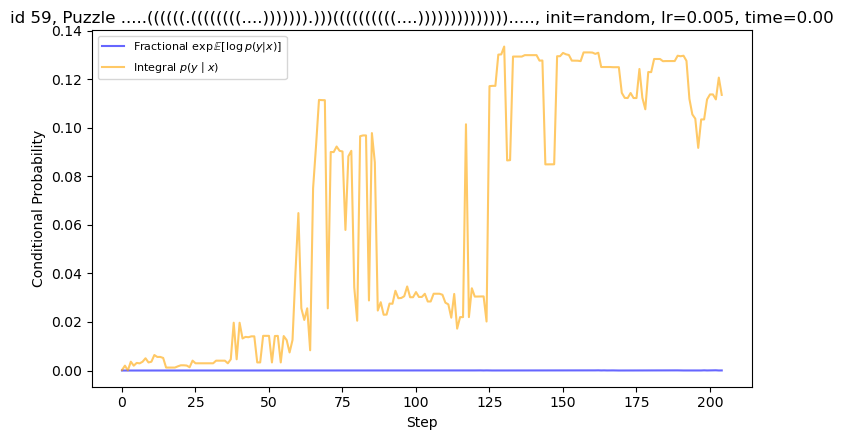 id 59, Puzzle .....((((((.((((((((....))))))).)))((((((((((....)))))))))))))))....., init=random, lr=0.005, time=0.00
Fractional exp𝔼[log p(y|x)]
Integral p(y | x)
Conditional Probability
0.14
0.12
0.10
0.08
0.06
0.04
0.02
0.00
0 25 50 75 100 125 150 175 200
Step